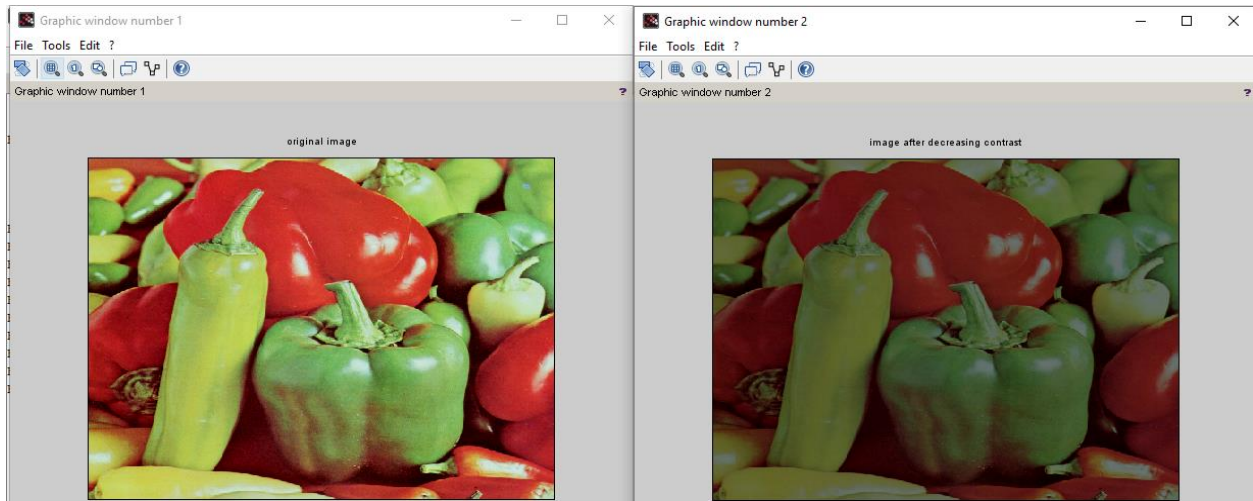 Graphic window number 1
File Tools Edit ?
Graphic window number 1 ?
original image
Graphic window number 2
File Tools Edit ?
Graphic window number 2 ?
image after decreasing contrast